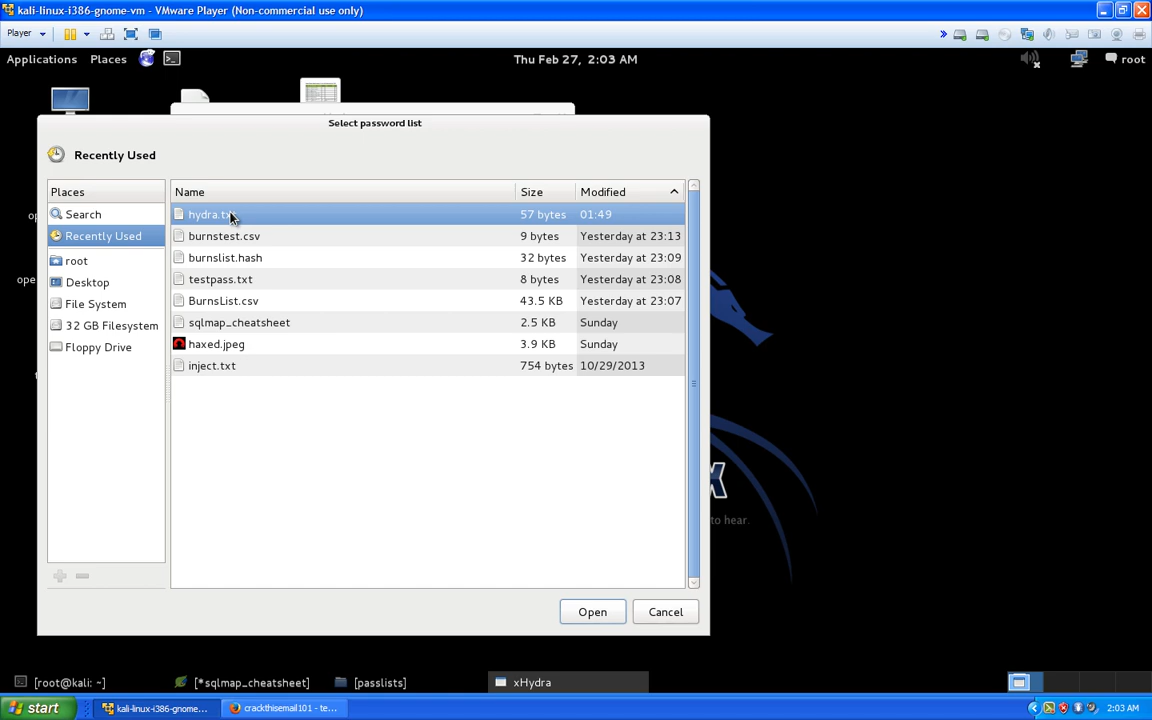 kali-linux-i386-gnome-vm - VMware Player (Non-commercial use only)
Player
Applications Places Thu Feb 27, 2:03 AM root
Select password list
Recently Used
Places Name Size Modified
Search hydra.txt 57 bytes 01:49
Recently Used burnstest.csv 9 bytes Yesterday at 23:13
root burnslist.hash 32 bytes Yesterday at 23:09
Desktop testpass.txt 8 bytes Yesterday at 23:08
File System BurnsList.csv 43.5 KB Yesterday at 23:07
32 GB Filesystem sqlmap_cheatsheet 2.5 KB Sunday
Floppy Drive haxed.jpeg 3.9 KB Sunday
inject.txt 754 bytes 10/29/2013
to hear.
Open Cancel
[root@kali: ~] [*sqlmap_cheatsheet] [passlists] xHydra
start kali-linux-i386-gnome... crackthisemail101 - te... 2:03 AM